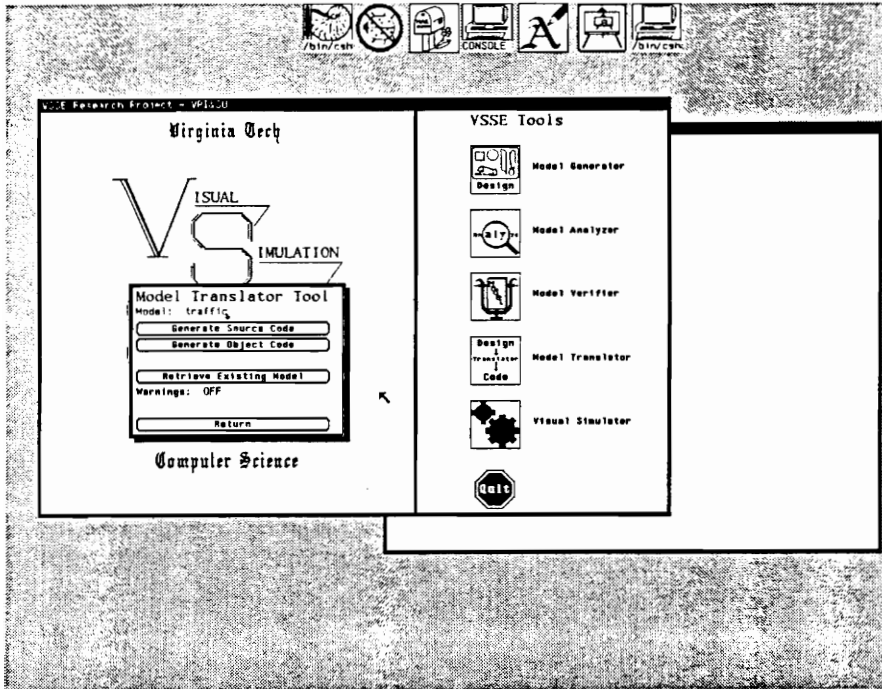 /bin/csh
CONSOLE
/bin/csh
VSSE Research Project - VPI&SU
Virginia Tech
VISUAL
SIMULATION
Model Translator Tool
Model: traffic
Generate Source Code
Generate Object Code
Retrieve Existing Model
Warnings: OFF
Return
Computer Science
VSSE Tools
Design
Model Generator
aly
Model Analyzer
Model Verifier
Design
Translator
Code
Model Translator
Visual Simulator
Quit